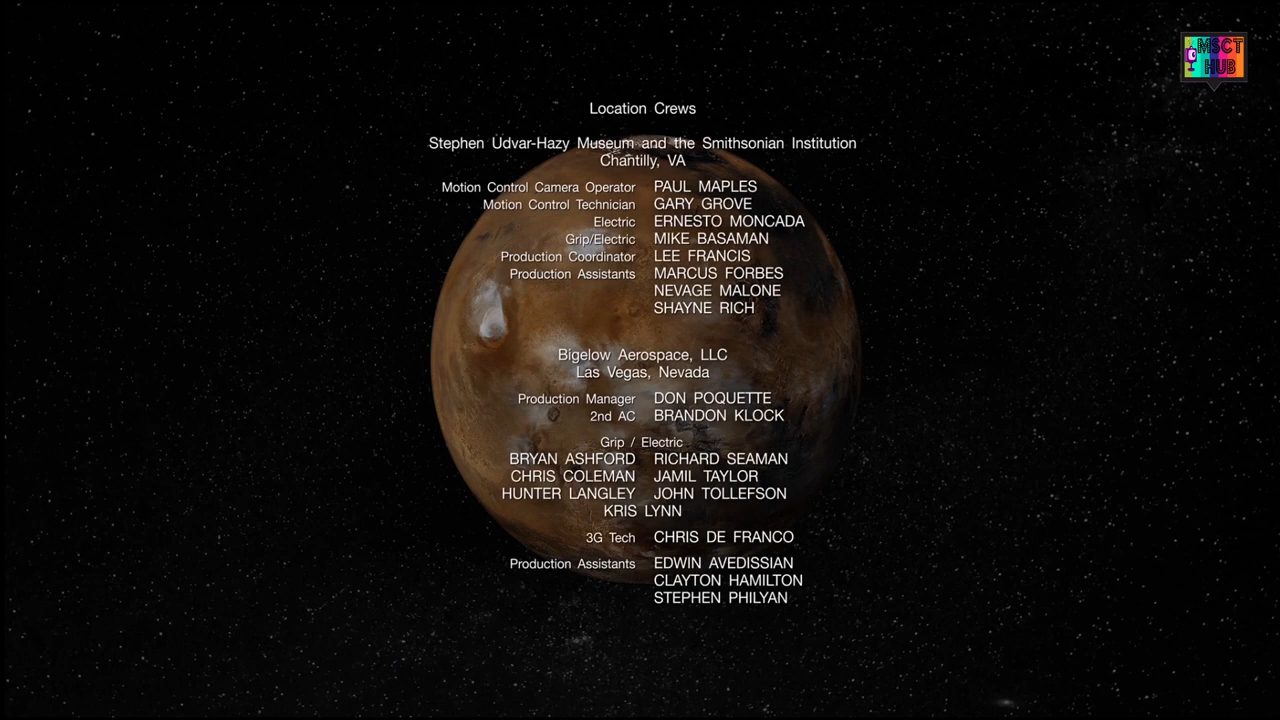 MSCT
HUB
Location Crews
Stephen Udvar-Hazy Museum and the Smithsonian Institution
Chantilly, VA
Motion Control Camera Operator PAUL MAPLES
Motion Control Technician GARY GROVE
Electric ERNESTO MONCADA
Grip/Electric MIKE BASAMAN
Production Coordinator LEE FRANCIS
Production Assistants MARCUS FORBES
NEVAGE MALONE
SHAYNE RICH
Bigelow Aerospace, LLC
Las Vegas, Nevada
Production Manager DON POQUETTE
2nd AC BRANDON KLOCK
Grip / Electric
BRYAN ASHFORD RICHARD SEAMAN
CHRIS COLEMAN JAMIL TAYLOR
HUNTER LANGLEY JOHN TOLLEFSON
KRIS LYNN
3G Tech CHRIS DE FRANCO
Production Assistants EDWIN AVEDISSIAN
CLAYTON HAMILTON
STEPHEN PHILYAN